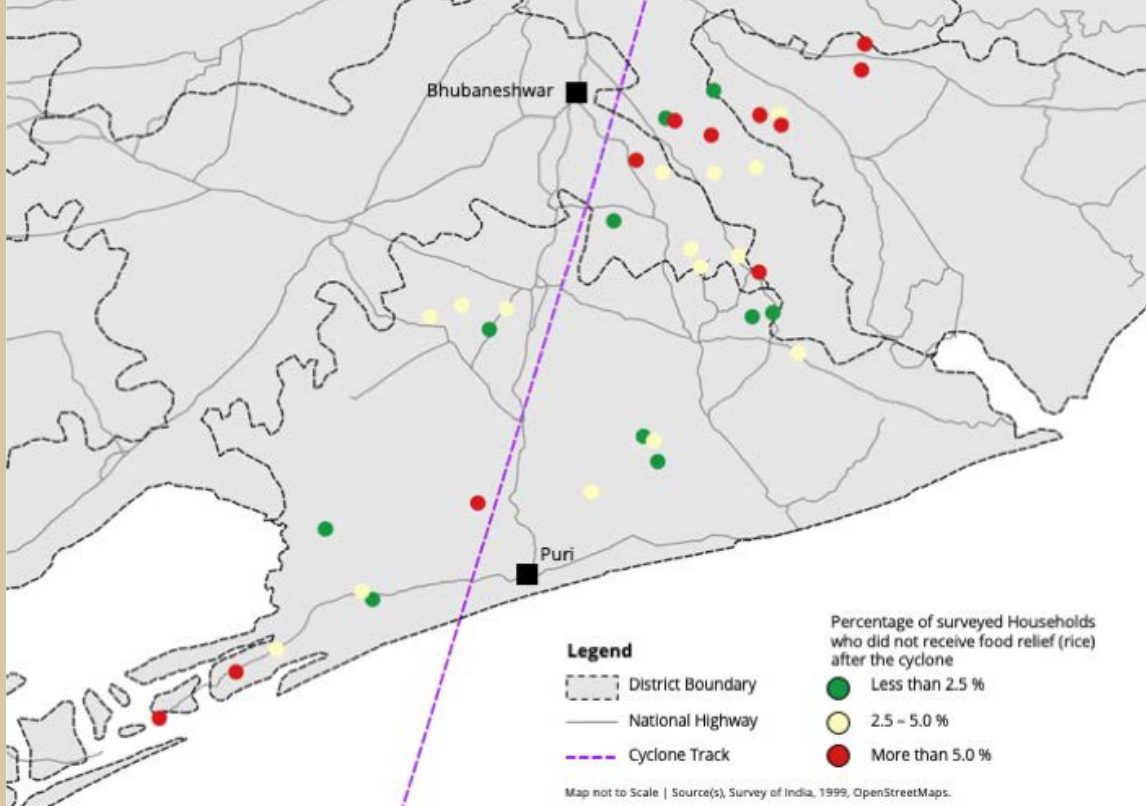 Bhubaneshwar
Puri
Legend
District Boundary
National Highway
Cyclone Track
Percentage of surveyed Households
who did not receive food relief (rice)
after the cyclone
Less than 2.5 %
2.5 – 5.0 %
More than 5.0 %
Map not to Scale | Source(s), Survey of India, 1999, OpenStreetMaps.